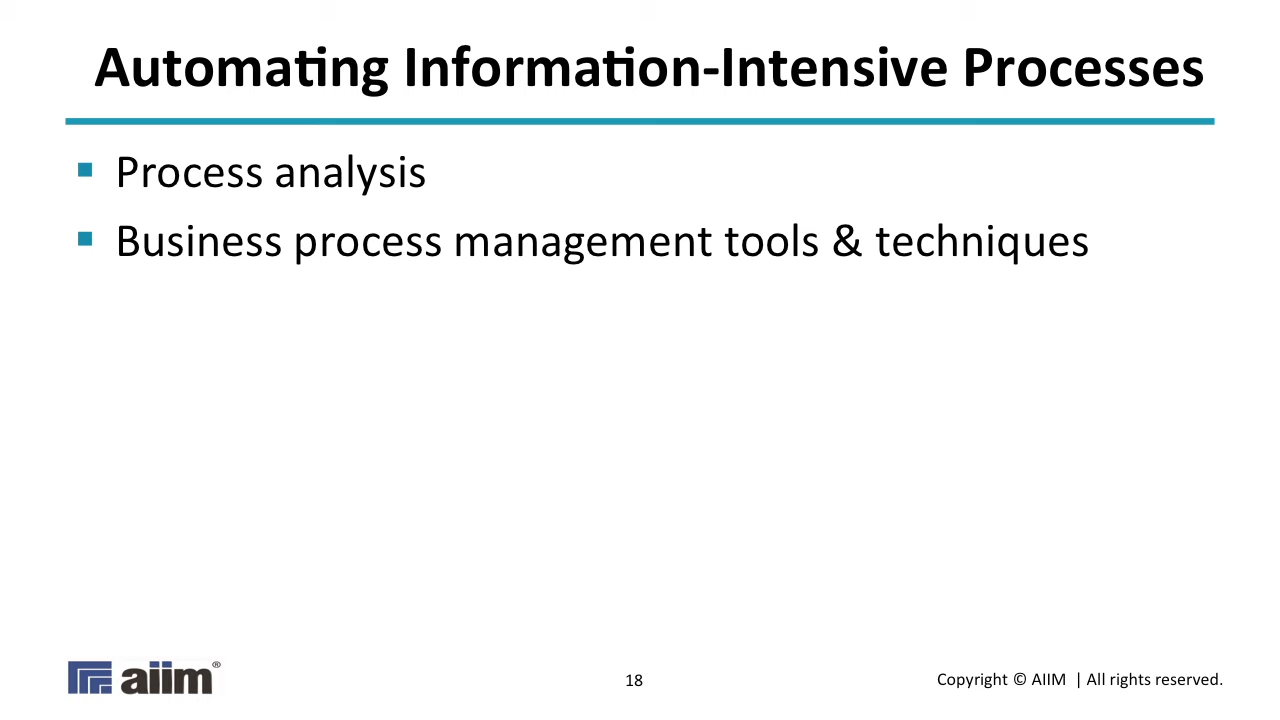 Automating Information-Intensive Processes
▪ Process analysis
▪ Business process management tools & techniques
aiim®
18
Copyright © AIIM | All rights reserved.